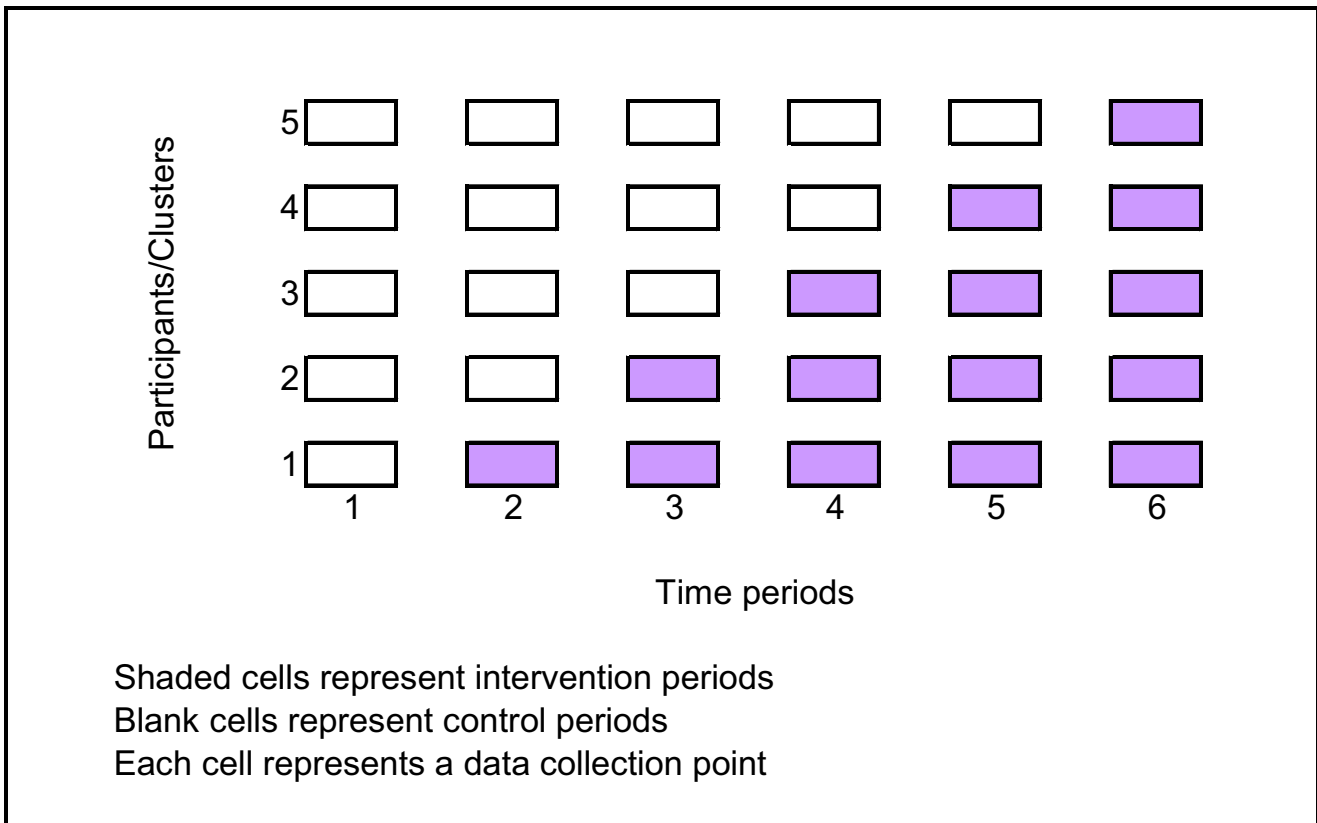 Participants/Clusters
5
4
3
2
1
1 2 3 4 5 6
Time periods
Shaded cells represent intervention periods
Blank cells represent control periods
Each cell represents a data collection point